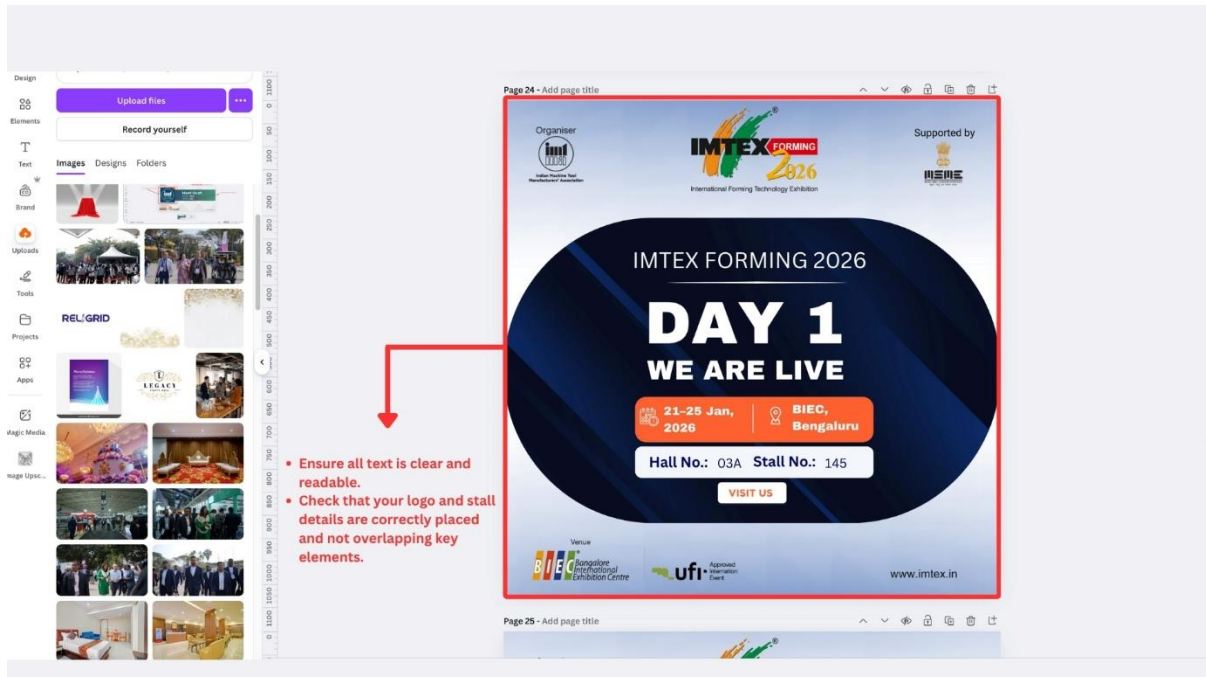 Design
Elements
Text
Brand
Uploads
Tools
Projects
Apps
Magic Media
Upload files
Record yourself
Images Designs Folders
LEGACY
Page 24 - Add page title
Organiser
imt
Indian Machine Tool
Manufacturers' Association
IMTEX FORMING
2026
International Forming Technology Exhibition
Supported by
MSME
IMTEX FORMING 2026
DAY 1
WE ARE LIVE
21–25 Jan,
2026
BIEC,
Bengaluru
Hall No.: 03A Stall No.: 145
VISIT US
Venue
BIEC Bangalore
International
Exhibition Centre
ufi Approved
International
Event
www.imtex.in
• Ensure all text is clear and
readable.
• Check that your logo and stall
details are correctly placed
and not overlapping key
elements.
Page 25 - Add page title